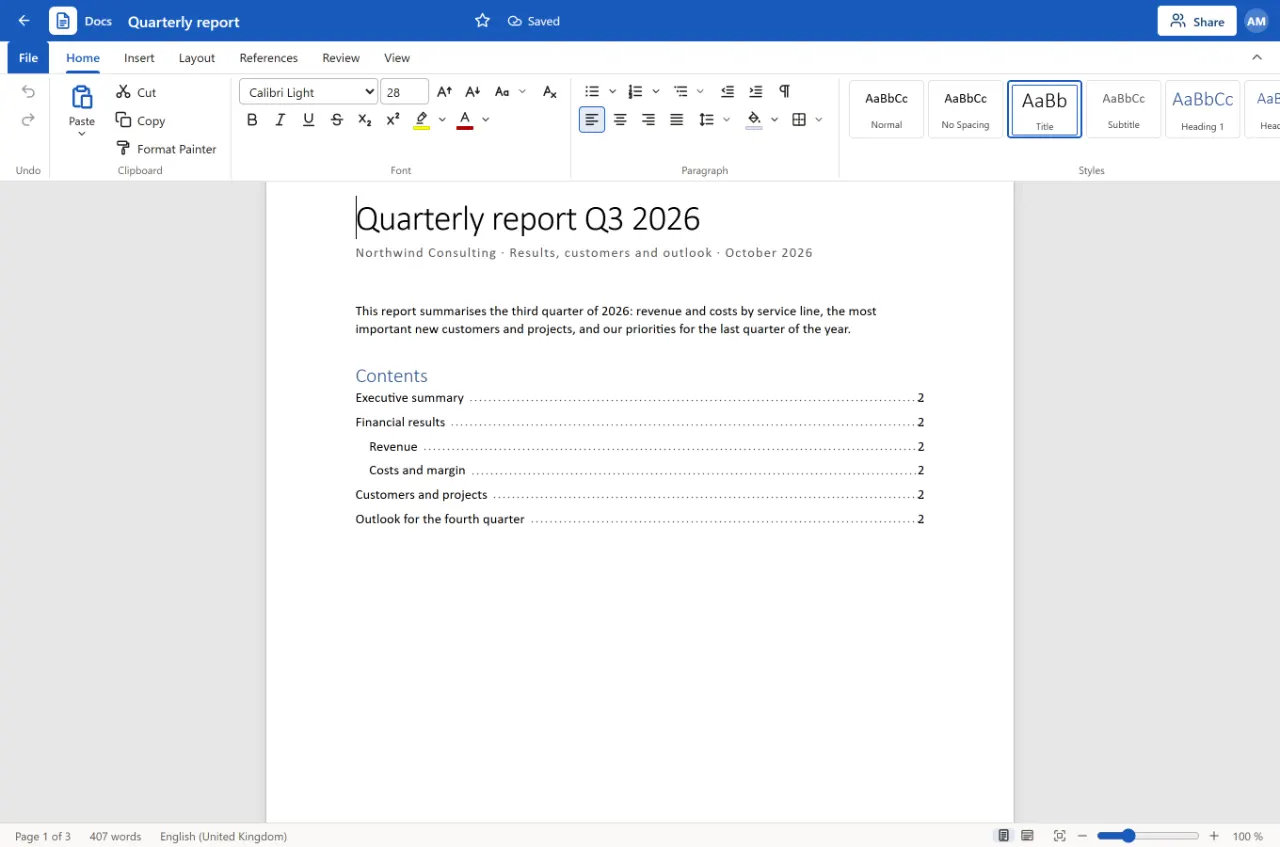 Docs Quarterly report Saved Share AM
File Home Insert Layout References Review View
Paste Cut Copy Format Painter
Calibri Light 28
B I U S X₂ X² A
AaBbCc AaBbCc AaBb AaBbCc AaBbCc
Normal No Spacing Title Subtitle Heading 1
Undo Clipboard Font Paragraph Styles
Quarterly report Q3 2026
Northwind Consulting · Results, customers and outlook · October 2026
This report summarises the third quarter of 2026: revenue and costs by service line, the most
important new customers and projects, and our priorities for the last quarter of the year.
Contents
Executive summary 2
Financial results 2
Revenue 2
Costs and margin 2
Customers and projects 2
Outlook for the fourth quarter 2
Page 1 of 3 407 words English (United Kingdom) 100 %